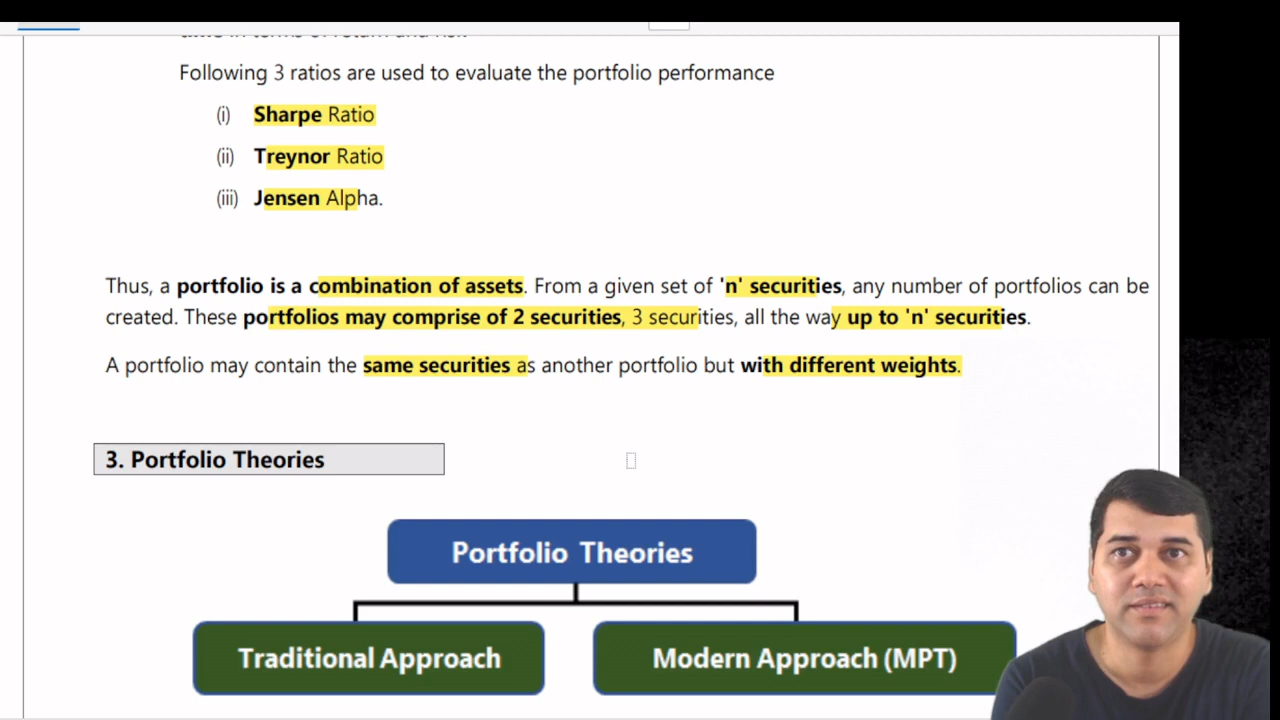 Following 3 ratios are used to evaluate the portfolio performance
(i) Sharpe Ratio
(ii) Treynor Ratio
(iii) Jensen Alpha.
Thus, a portfolio is a combination of assets. From a given set of 'n' securities, any number of portfolios can be
created. These portfolios may comprise of 2 securities, 3 securities, all the way up to 'n' securities.
A portfolio may contain the same securities as another portfolio but with different weights.
3. Portfolio Theories
Portfolio Theories
Traditional Approach
Modern Approach (MPT)